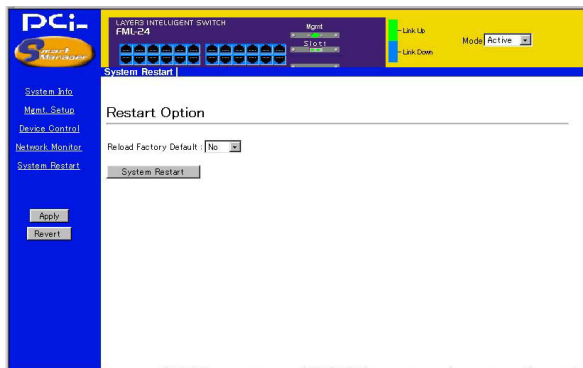 PCi-
Smart
Manager
LAYER3 INTELLIGENT SWITCH
FML-24
Mgmt
Slot1
Link Up
Link Down
Mode Active
System Restart
System Info
Mgmt. Setup
Device Control
Network Monitor
System Restart
Apply
Revert
Restart Option
Reload Factory Default : No
System Restart